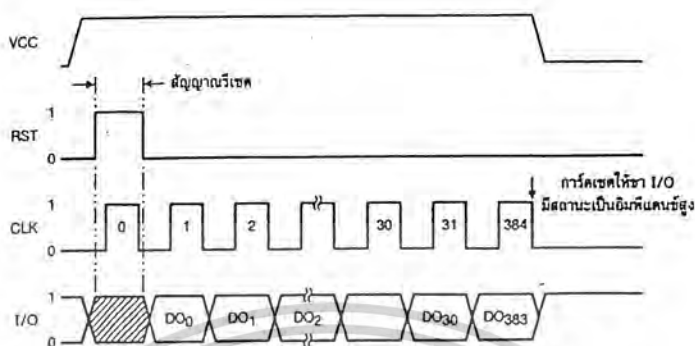 VCC
สัญญาณรีเซต
1
RST
0
การ์ดเซตให้ขา I/O
มีสถานะเป็นอิมพีแดนซ์สูง
1
CLK
0
0 1 2 30 31 384
1
I/O
0
DO0 DO1 DO2 DO30 DO383